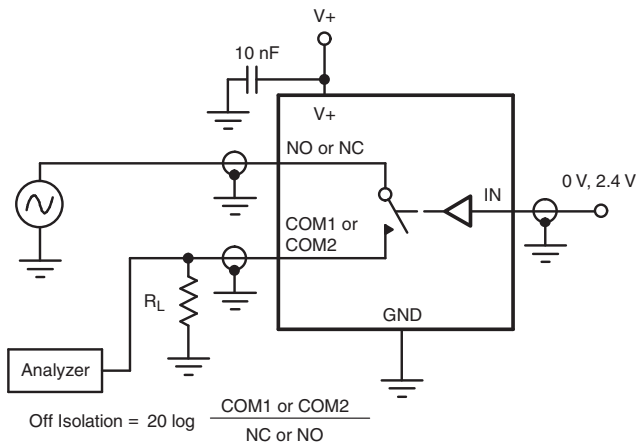 V+
10 nF
V+
NO or NC
0 V, 2.4 V
IN
COM1 or
COM2
RL
GND
Analyzer
Off Isolation = 20 log COM1 or COM2
NC or NO